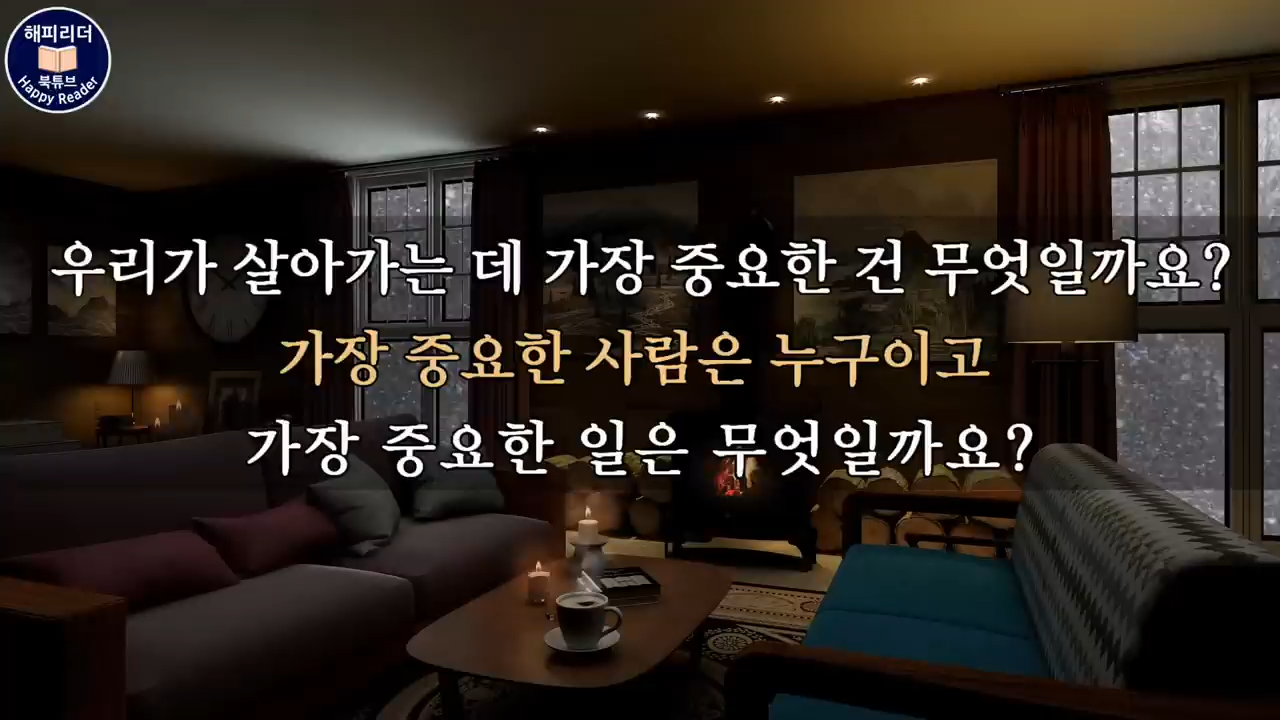 해피리더
북튜브
Happy Reader
우리가 살아가는 데 가장 중요한 건 무엇일까요?
가장 중요한 사람은 누구이고
가장 중요한 일은 무엇일까요?